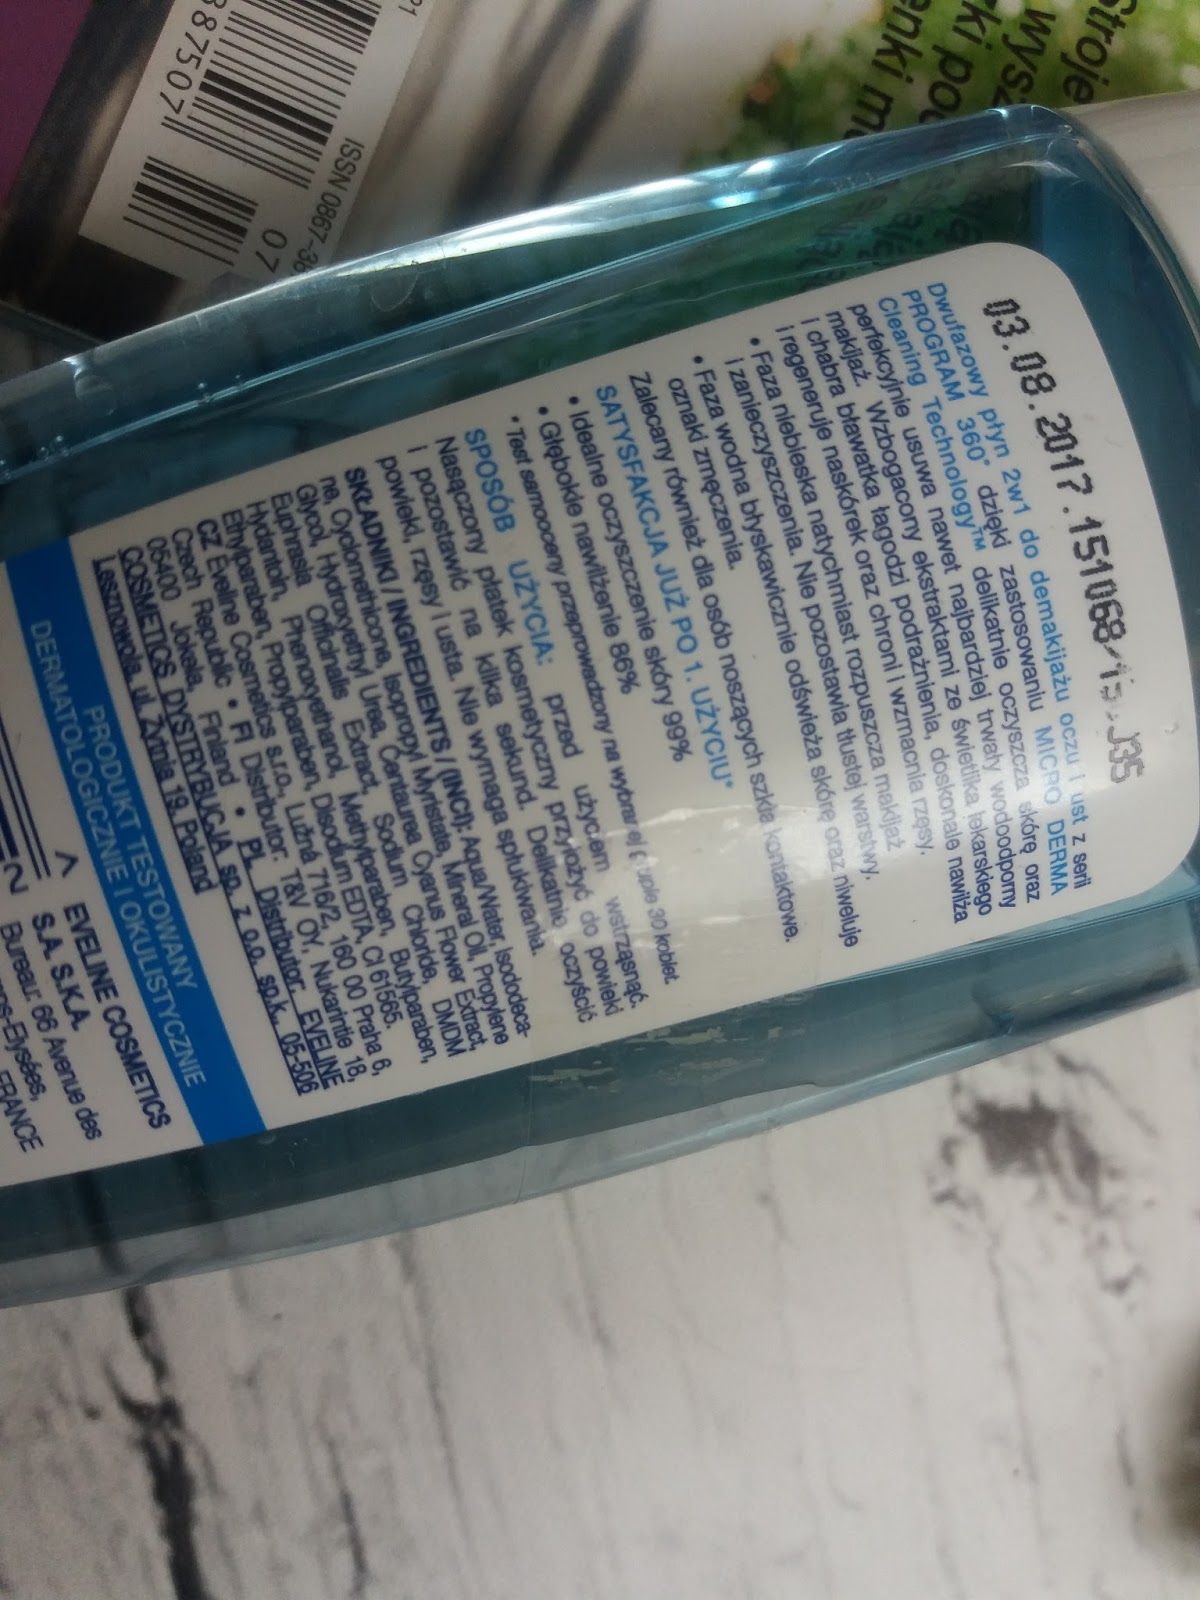 03.08.2017.151068/
J35
Dwufazowy płyn 2w1 do demakijażu oczu i ust z serii
PROGRAM 360° dzięki zastosowaniu MICRO DERMA
Cleaning Technology™ delikatnie oczyszcza skórę oraz
perfekcyjnie usuwa nawet najbardziej trwały wodoodporny
makijaż. Wzbogacony ekstraktami ze świetlika lekarskiego
i chabra bławatka łagodzi podrażnienia, doskonale nawilża
i regeneruje naskórek oraz chroni i wzmacnia rzęsy.
• Faza niebieska natychmiast rozpuszcza makijaż
i zanieczyszczenia. Nie pozostawia tłustej warstwy.
• Faza wodna błyskawicznie odświeża skórę oraz niweluje
oznaki zmęczenia.
Zalecany również dla osób noszących szkła kontaktowe.
SATYSFAKCJA JUŻ PO 1. UŻYCIU*
• Idealne oczyszczenie skóry 99%
• Głębokie nawilżenie 86%
* Test samooceny przeprowadzony na wybranej grupie 30 kobiet.
SPOSÓB UŻYCIA: przed użyciem wstrząsnąć.
Nasączony płatek kosmetyczny przyłożyć do powieki
i pozostawić na kilka sekund. Delikatnie oczyścić
powieki, rzęsy i usta. Nie wymaga spłukiwania.
SKŁADNIKI / INGREDIENTS / (INCI): Aqua/Water, Isododeca-
ne, Cyclomethicone, Isopropyl Myristate, Mineral Oil, Propylene
Glycol, Hydroxyethyl Urea, Centaurea Cyanus Flower Extract,
Euphrasia Officinalis Extract, Sodium Chloride, DMDM
Hydantoin, Phenoxyethanol, Methylparaben, Butylparaben,
Ethylparaben, Propylparaben, Disodium EDTA, CI 61565.
CZ Eveline Cosmetics s.r.o., Lužná 716/2, 160 00 Praha 6,
Czech Republic • FI Distributor: T&V OY, Nukarintie 18,
05400 Jokela, Finland • PL Distributor: EVELINE
COSMETICS DYSTRYBUCJA sp. z o.o. sp.k. 05-506
Lesznowola, ul. Żytnia 19, Poland
PRODUKT TESTOWANY
DERMATOLOGICZNIE I OKULISTYCZNIE
EVELINE COSMETICS
S.A. S.K.A.
Bureau: 66 Avenue des
FRANCE
387507
ISSN 0867-
07
Stroje